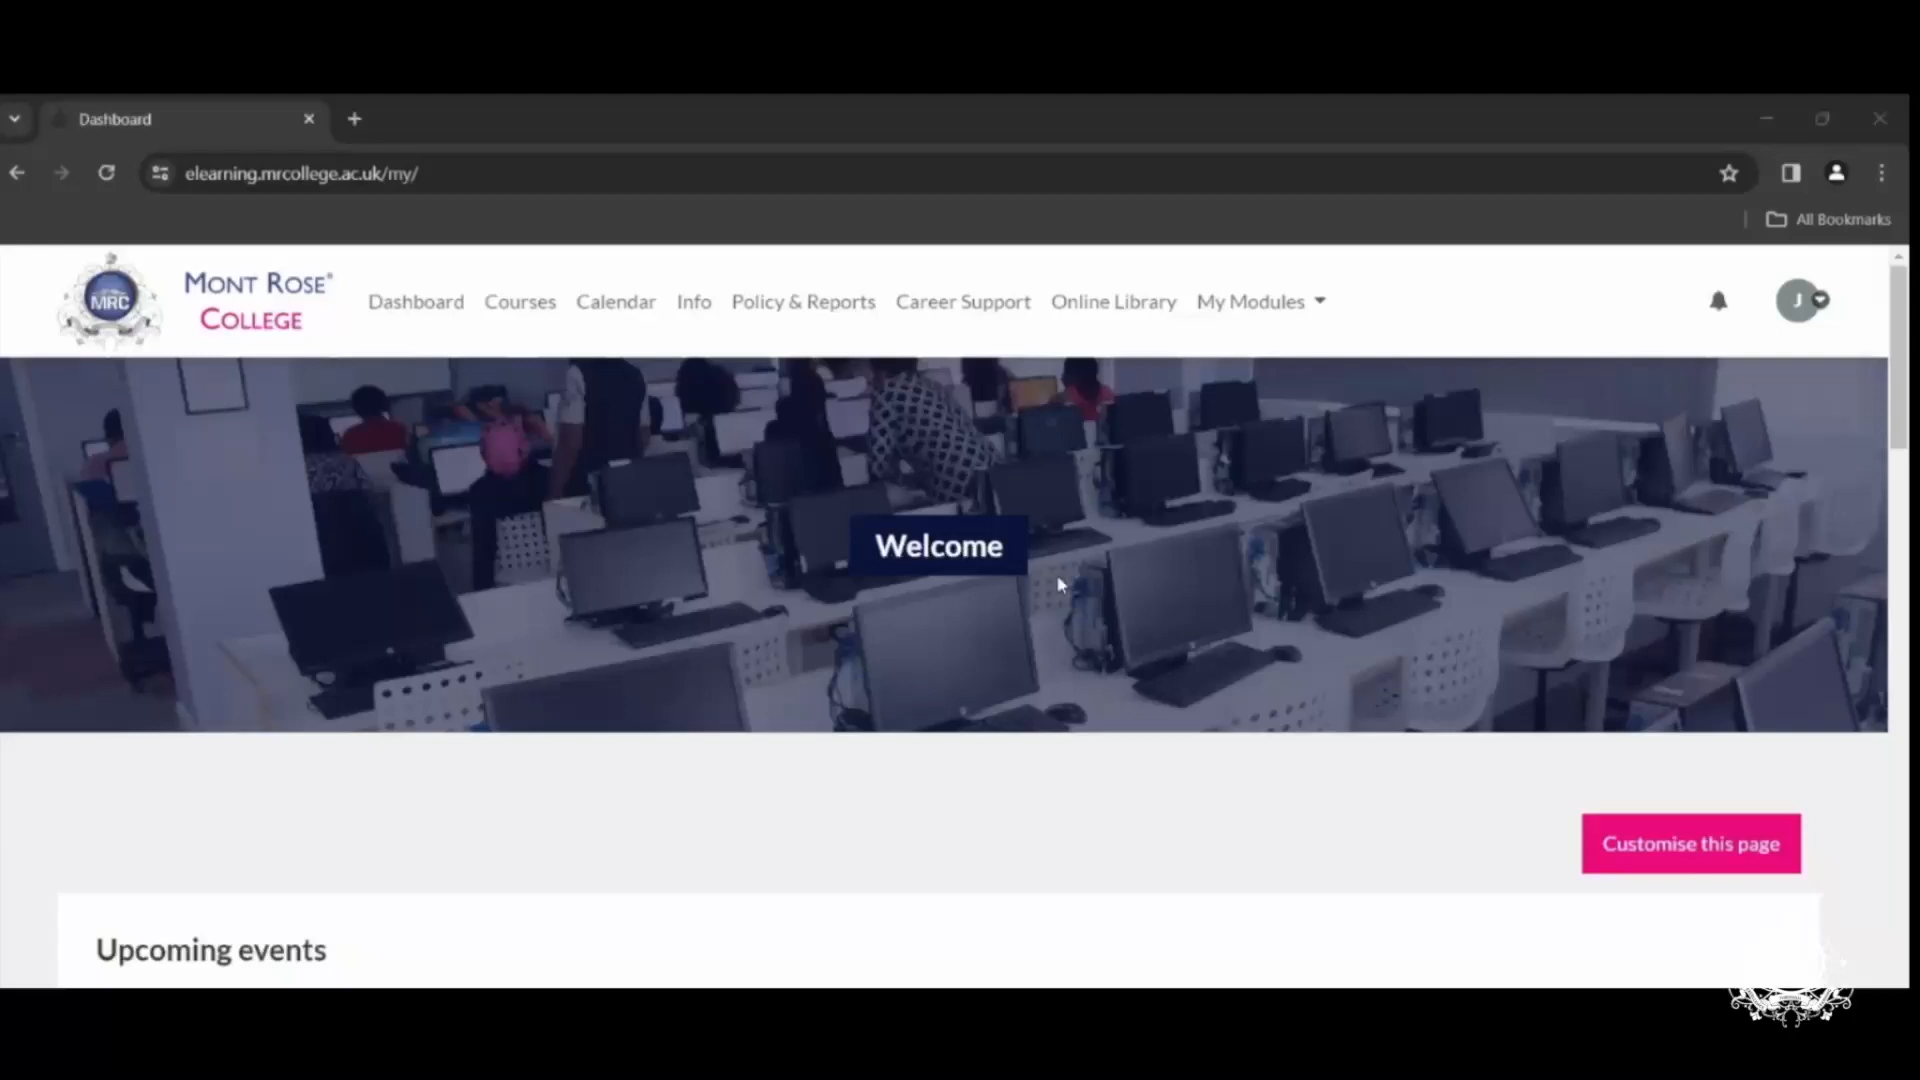 Dashboard
elearning.mrcollege.ac.uk/my/
All Bookmarks
MRC
MONT ROSE®
COLLEGE
Dashboard Courses Calendar Info Policy & Reports Career Support Online Library My Modules
J
Welcome
Customise this page
Upcoming events